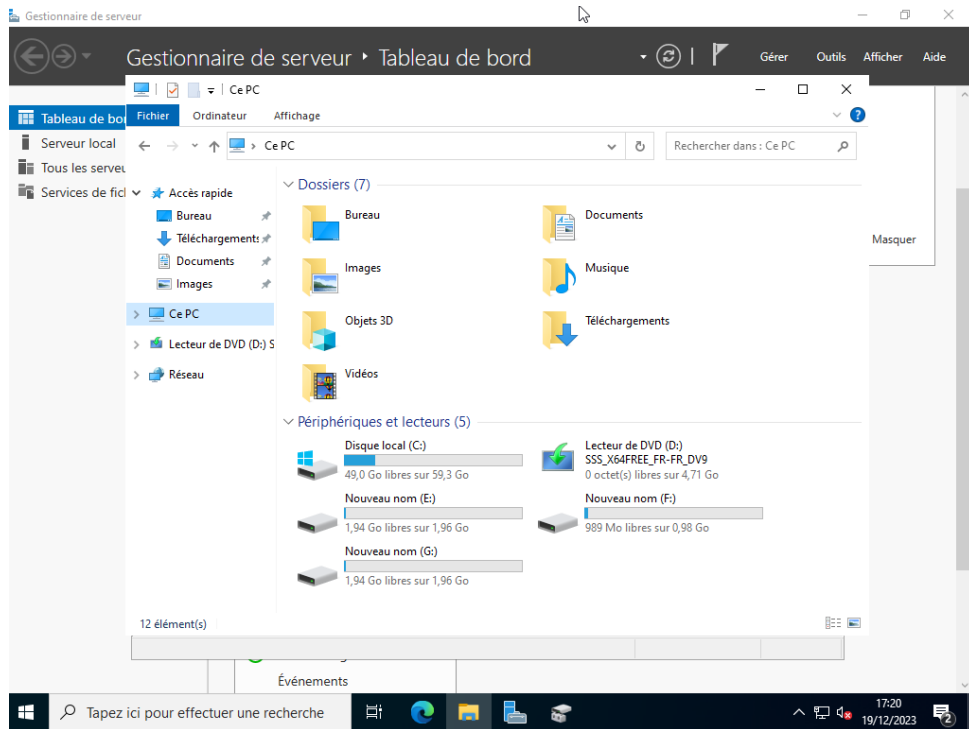 Gestionnaire de serveur
Gestionnaire de serveur ‣ Tableau de bord
Gérer Outils Afficher Aide
Ce PC
Fichier Ordinateur Affichage
Ce PC
Rechercher dans : Ce PC
Tableau de bo
Serveur local
Tous les serveu
Services de fic
Accès rapide
Bureau
Téléchargements
Documents
Images
Ce PC
Lecteur de DVD (D:) S
Réseau
Dossiers (7)
Bureau
Documents
Images
Musique
Objets 3D
Téléchargements
Vidéos
Périphériques et lecteurs (5)
Disque local (C:)
49,0 Go libres sur 59,3 Go
Lecteur de DVD (D:)
SSS_X64FREE_FR-FR_DV9
0 octet(s) libres sur 4,71 Go
Nouveau nom (E:)
1,94 Go libres sur 1,96 Go
Nouveau nom (F:)
989 Mo libres sur 0,98 Go
Nouveau nom (G:)
1,94 Go libres sur 1,96 Go
Masquer
12 élément(s)
Événements
Tapez ici pour effectuer une recherche
17:20
19/12/2023
2